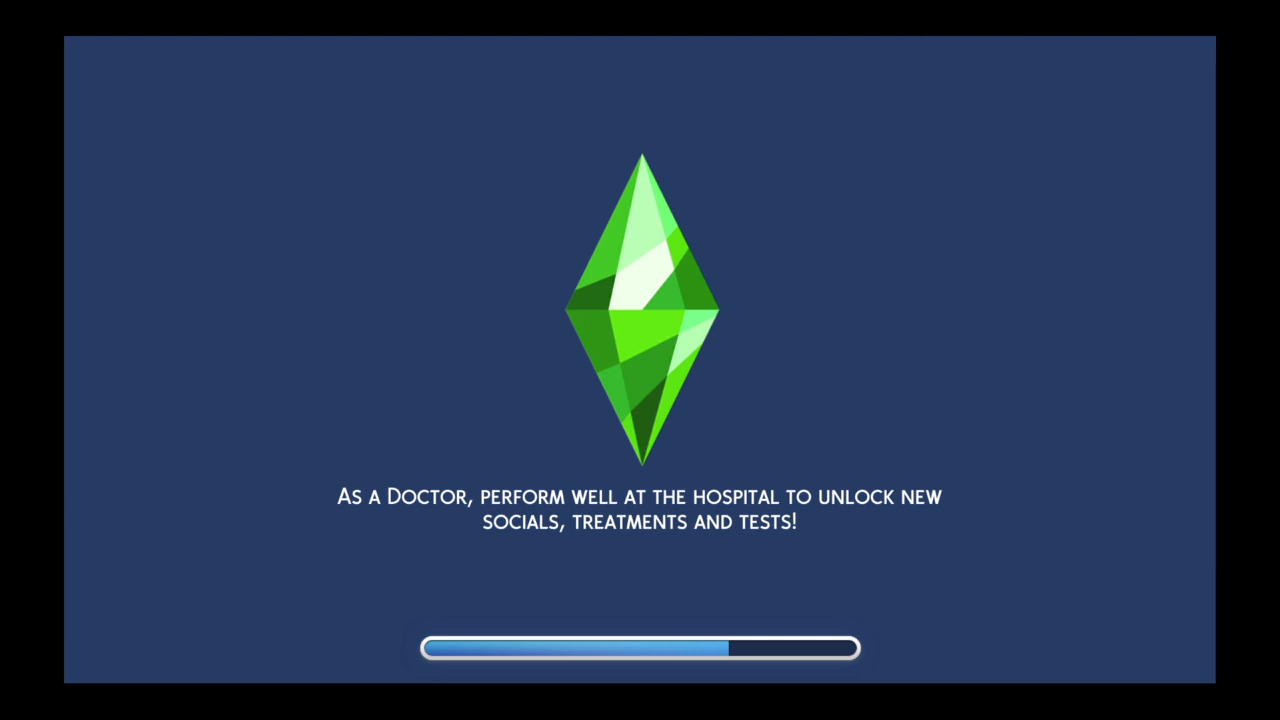 As a Doctor, perform well at the hospital to unlock new
socials, treatments and tests!